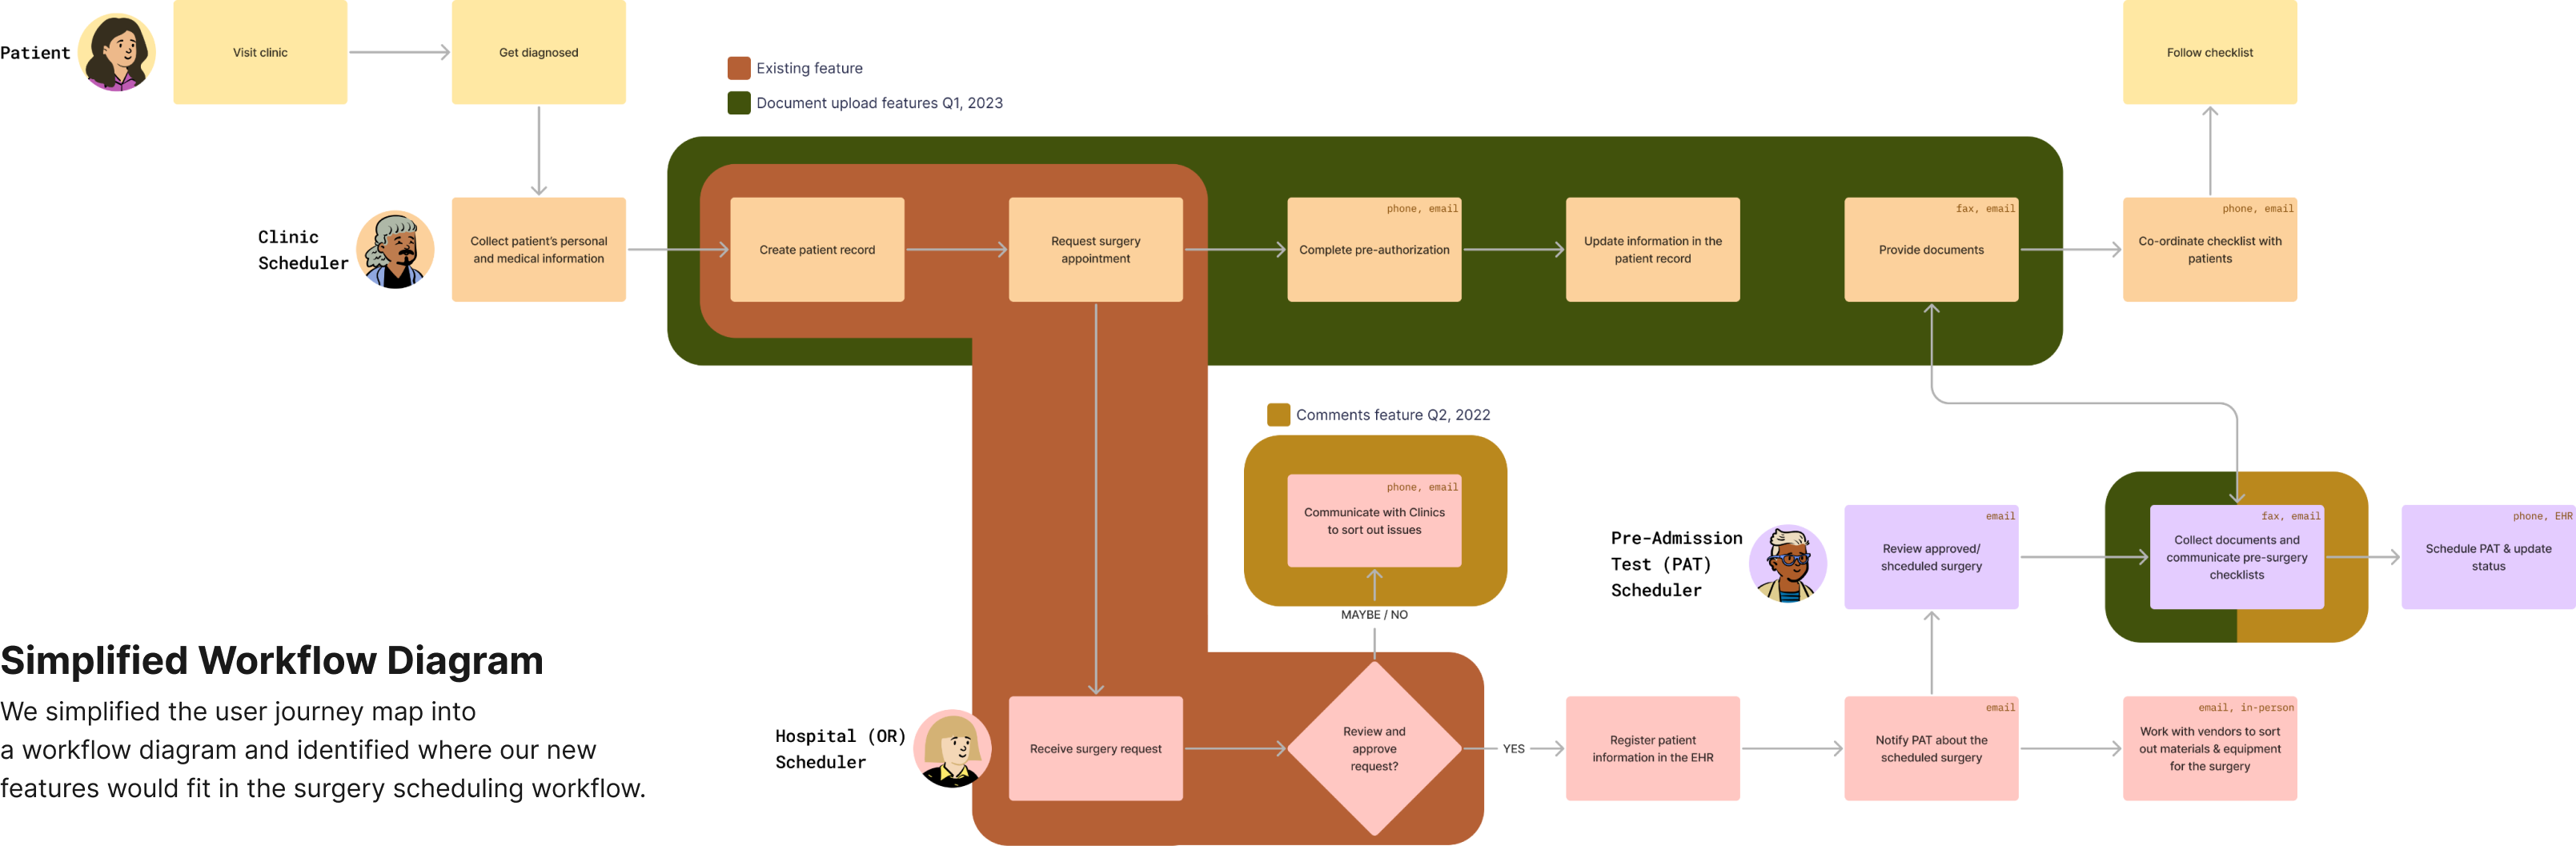 Patient
Visit clinic
Get diagnosed
Follow checklist
Existing feature
Document upload features Q1, 2023
Clinic
Scheduler
Collect patient's personal
and medical information
Create patient record
Request surgery
appointment
phone, email
Complete pre-authorization
Update information in the
patient record
fax, email
Provide documents
phone, email
Co-ordinate checklist with
patients
Comments feature Q2, 2022
phone, email
Communicate with Clinics
to sort out issues
MAYBE / NO
Pre-Admission
Test (PAT)
Scheduler
email
Review approved/
shceduled surgery
fax, email
Collect documents and
communicate pre-surgery
checklists
phone, EHR
Schedule PAT & update
status
Simplified Workflow Diagram
We simplified the user journey map into
a workflow diagram and identified where our new
features would fit in the surgery scheduling workflow.
Hospital (OR)
Scheduler
Receive surgery request
Review and
approve
request?
YES
Register patient
information in the EHR
email
Notify PAT about the
scheduled surgery
email, in-person
Work with vendors to sort
out materials & equipment
for the surgery